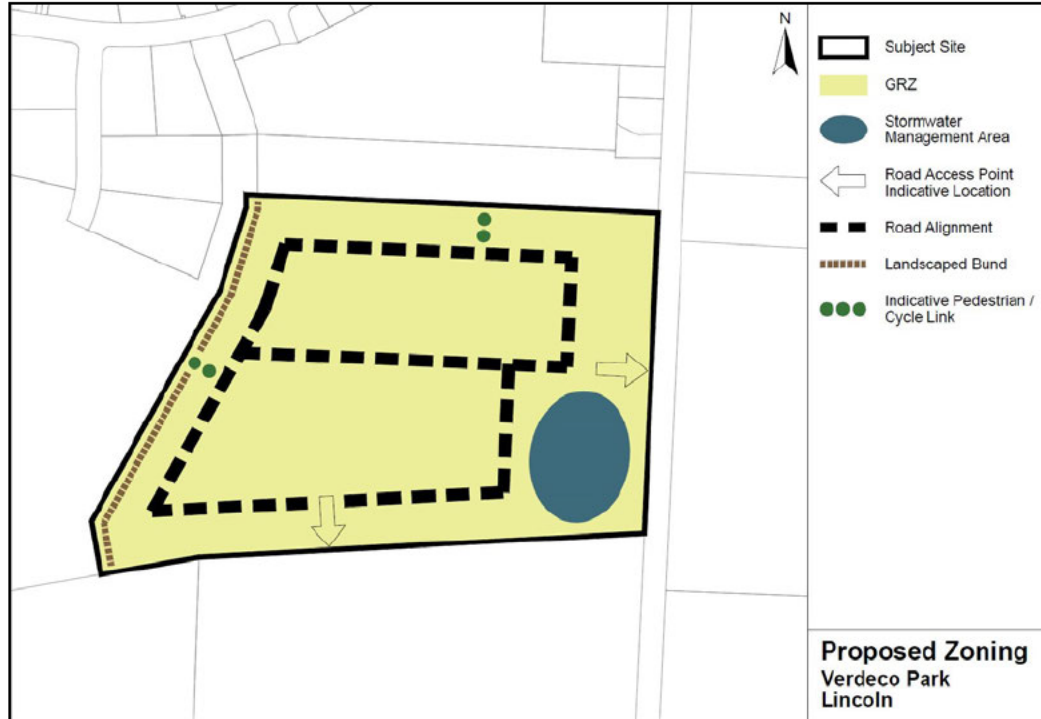 N
Subject Site
GRZ
Stormwater
Management Area
Road Access Point
Indicative Location
Road Alignment
Landscaped Bund
Indicative Pedestrian /
Cycle Link
Proposed Zoning
Verdeco Park
Lincoln